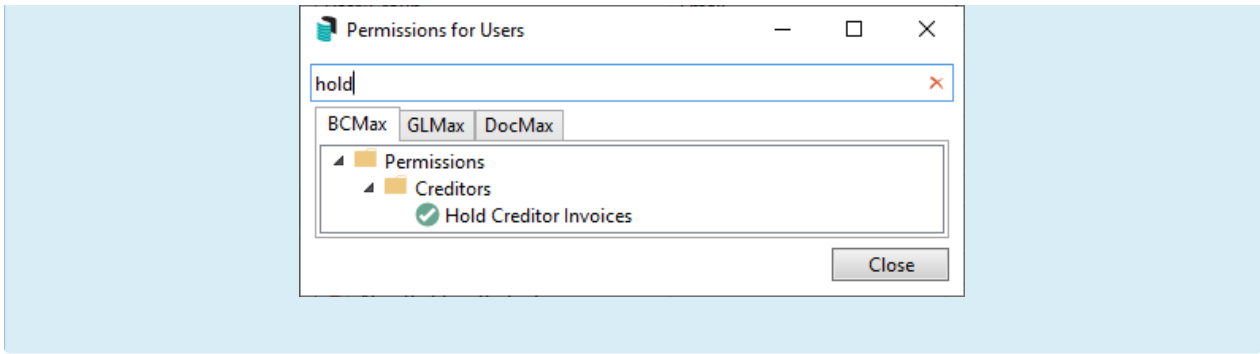 Permissions for Users
hold
BCMax GLMax DocMax
Permissions
Creditors
Hold Creditor Invoices
Close